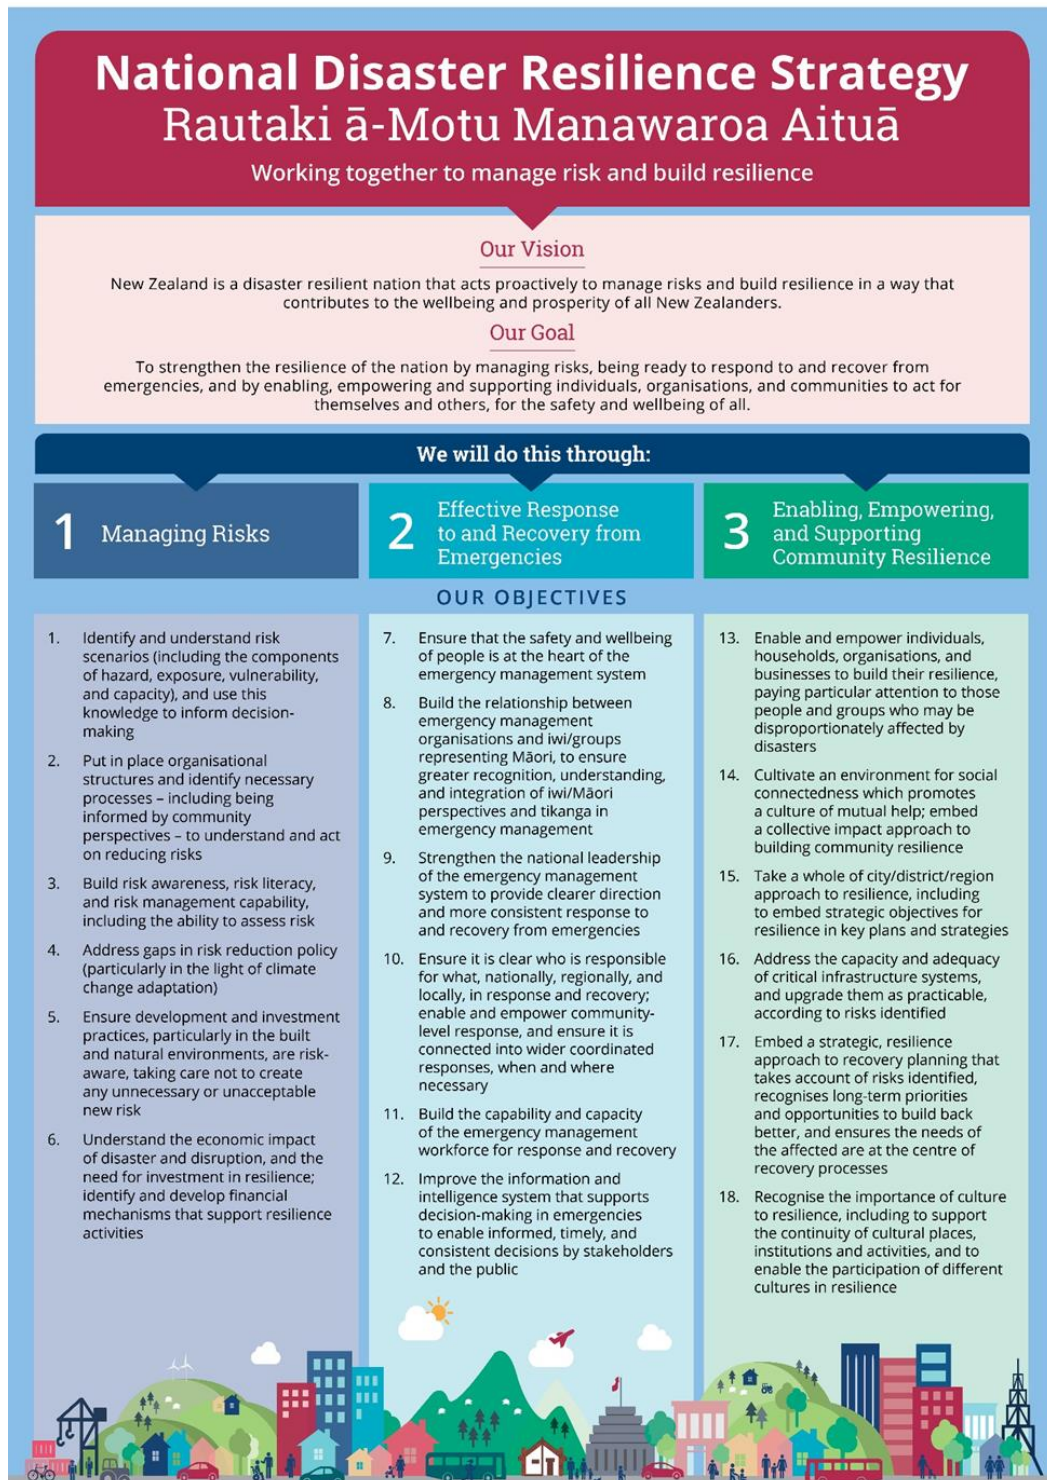 National Disaster Resilience Strategy
Rautaki ā-Motu Manawaroa Aituā
Working together to manage risk and build resilience
Our Vision
New Zealand is a disaster resilient nation that acts proactively to manage risks and build resilience in a way that
contributes to the wellbeing and prosperity of all New Zealanders.
Our Goal
To strengthen the resilience of the nation by managing risks, being ready to respond to and recover from
emergencies, and by enabling, empowering and supporting individuals, organisations, and communities to act for
themselves and others, for the safety and wellbeing of all.
We will do this through:
1 Managing Risks
2 Effective Response
to and Recovery from
Emergencies
3 Enabling, Empowering,
and Supporting
Community Resilience
OUR OBJECTIVES
1. Identify and understand risk
scenarios (including the components
of hazard, exposure, vulnerability,
and capacity), and use this
knowledge to inform decision-
making
2. Put in place organisational
structures and identify necessary
processes – including being
informed by community
perspectives – to understand and act
on reducing risks
3. Build risk awareness, risk literacy,
and risk management capability,
including the ability to assess risk
4. Address gaps in risk reduction policy
(particularly in the light of climate
change adaptation)
5. Ensure development and investment
practices, particularly in the built
and natural environments, are risk-
aware, taking care not to create
any unnecessary or unacceptable
new risk
6. Understand the economic impact
of disaster and disruption, and the
need for investment in resilience;
identify and develop financial
mechanisms that support resilience
activities
7. Ensure that the safety and wellbeing
of people is at the heart of the
emergency management system
8. Build the relationship between
emergency management
organisations and iwi/groups
representing Māori, to ensure
greater recognition, understanding,
and integration of iwi/Māori
perspectives and tikanga in
emergency management
9. Strengthen the national leadership
of the emergency management
system to provide clearer direction
and more consistent response to
and recovery from emergencies
10. Ensure it is clear who is responsible
for what, nationally, regionally, and
locally, in response and recovery;
enable and empower community-
level response, and ensure it is
connected into wider coordinated
responses, when and where
necessary
11. Build the capability and capacity
of the emergency management
workforce for response and recovery
12. Improve the information and
intelligence system that supports
decision-making in emergencies
to enable informed, timely, and
consistent decisions by stakeholders
and the public
13. Enable and empower individuals,
households, organisations, and
businesses to build their resilience,
paying particular attention to those
people and groups who may be
disproportionately affected by
disasters
14. Cultivate an environment for social
connectedness which promotes
a culture of mutual help; embed
a collective impact approach to
building community resilience
15. Take a whole of city/district/region
approach to resilience, including
to embed strategic objectives for
resilience in key plans and strategies
16. Address the capacity and adequacy
of critical infrastructure systems,
and upgrade them as practicable,
according to risks identified
17. Embed a strategic, resilience
approach to recovery planning that
takes account of risks identified,
recognises long-term priorities
and opportunities to build back
better, and ensures the needs of
the affected are at the centre of
recovery processes
18. Recognise the importance of culture
to resilience, including to support
the continuity of cultural places,
institutions and activities, and to
enable the participation of different
cultures in resilience